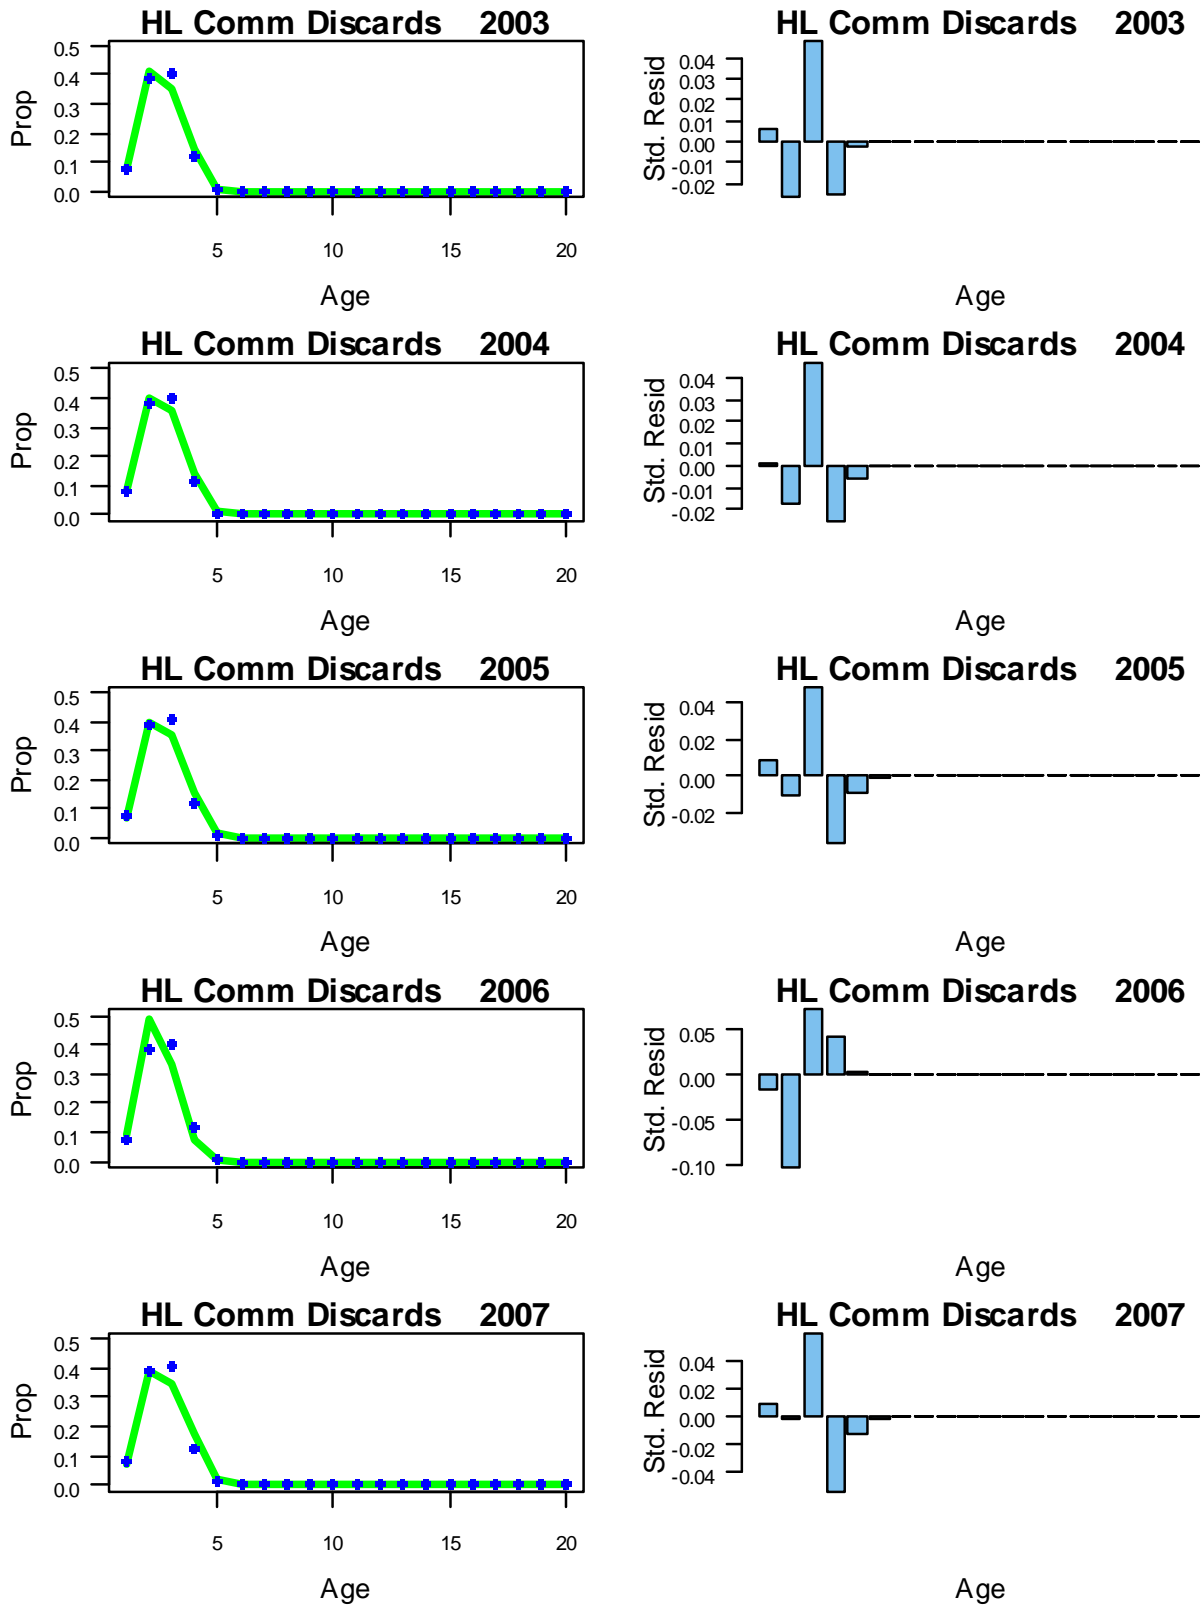 HL Comm Discards 2003
Prop
0.5
0.4
0.3
0.2
0.1
0.0
5 10 15 20
Age
HL Comm Discards 2003
Std. Resid
0.04
0.03
0.02
0.01
0.00
-0.01
-0.02
Age
HL Comm Discards 2004
Prop
0.5
0.4
0.3
0.2
0.1
0.0
5 10 15 20
Age
HL Comm Discards 2004
Std. Resid
0.04
0.03
0.02
0.01
0.00
-0.01
-0.02
Age
HL Comm Discards 2005
Prop
0.5
0.4
0.3
0.2
0.1
0.0
5 10 15 20
Age
HL Comm Discards 2005
Std. Resid
0.04
0.02
0.00
-0.02
Age
HL Comm Discards 2006
Prop
0.5
0.4
0.3
0.2
0.1
0.0
5 10 15 20
Age
HL Comm Discards 2006
Std. Resid
0.05
0.00
-0.05
-0.10
Age
HL Comm Discards 2007
Prop
0.5
0.4
0.3
0.2
0.1
0.0
5 10 15 20
Age
HL Comm Discards 2007
Std. Resid
0.04
0.02
0.00
-0.02
-0.04
Age